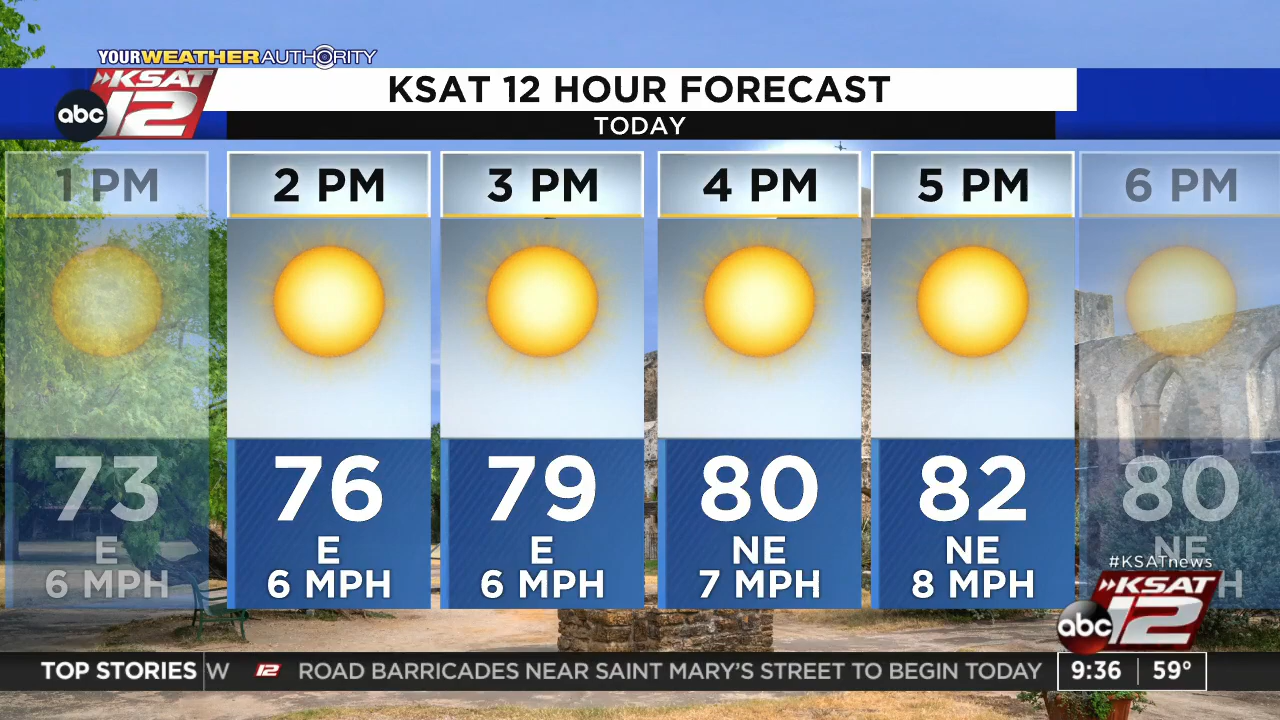 YOURWEATHERAUTHORITY
KSAT
12
abc
KSAT 12 HOUR FORECAST
TODAY
1 PM
2 PM
3 PM
4 PM
5 PM
6 PM
73
76
79
80
82
80
E
E
E
NE
NE
NE
6 MPH
6 MPH
6 MPH
7 MPH
8 MPH
#KSATnews
KSAT
12
abc
TOP STORIES W 12 ROAD BARRICADES NEAR SAINT MARY'S STREET TO BEGIN TODAY 9:36 59°